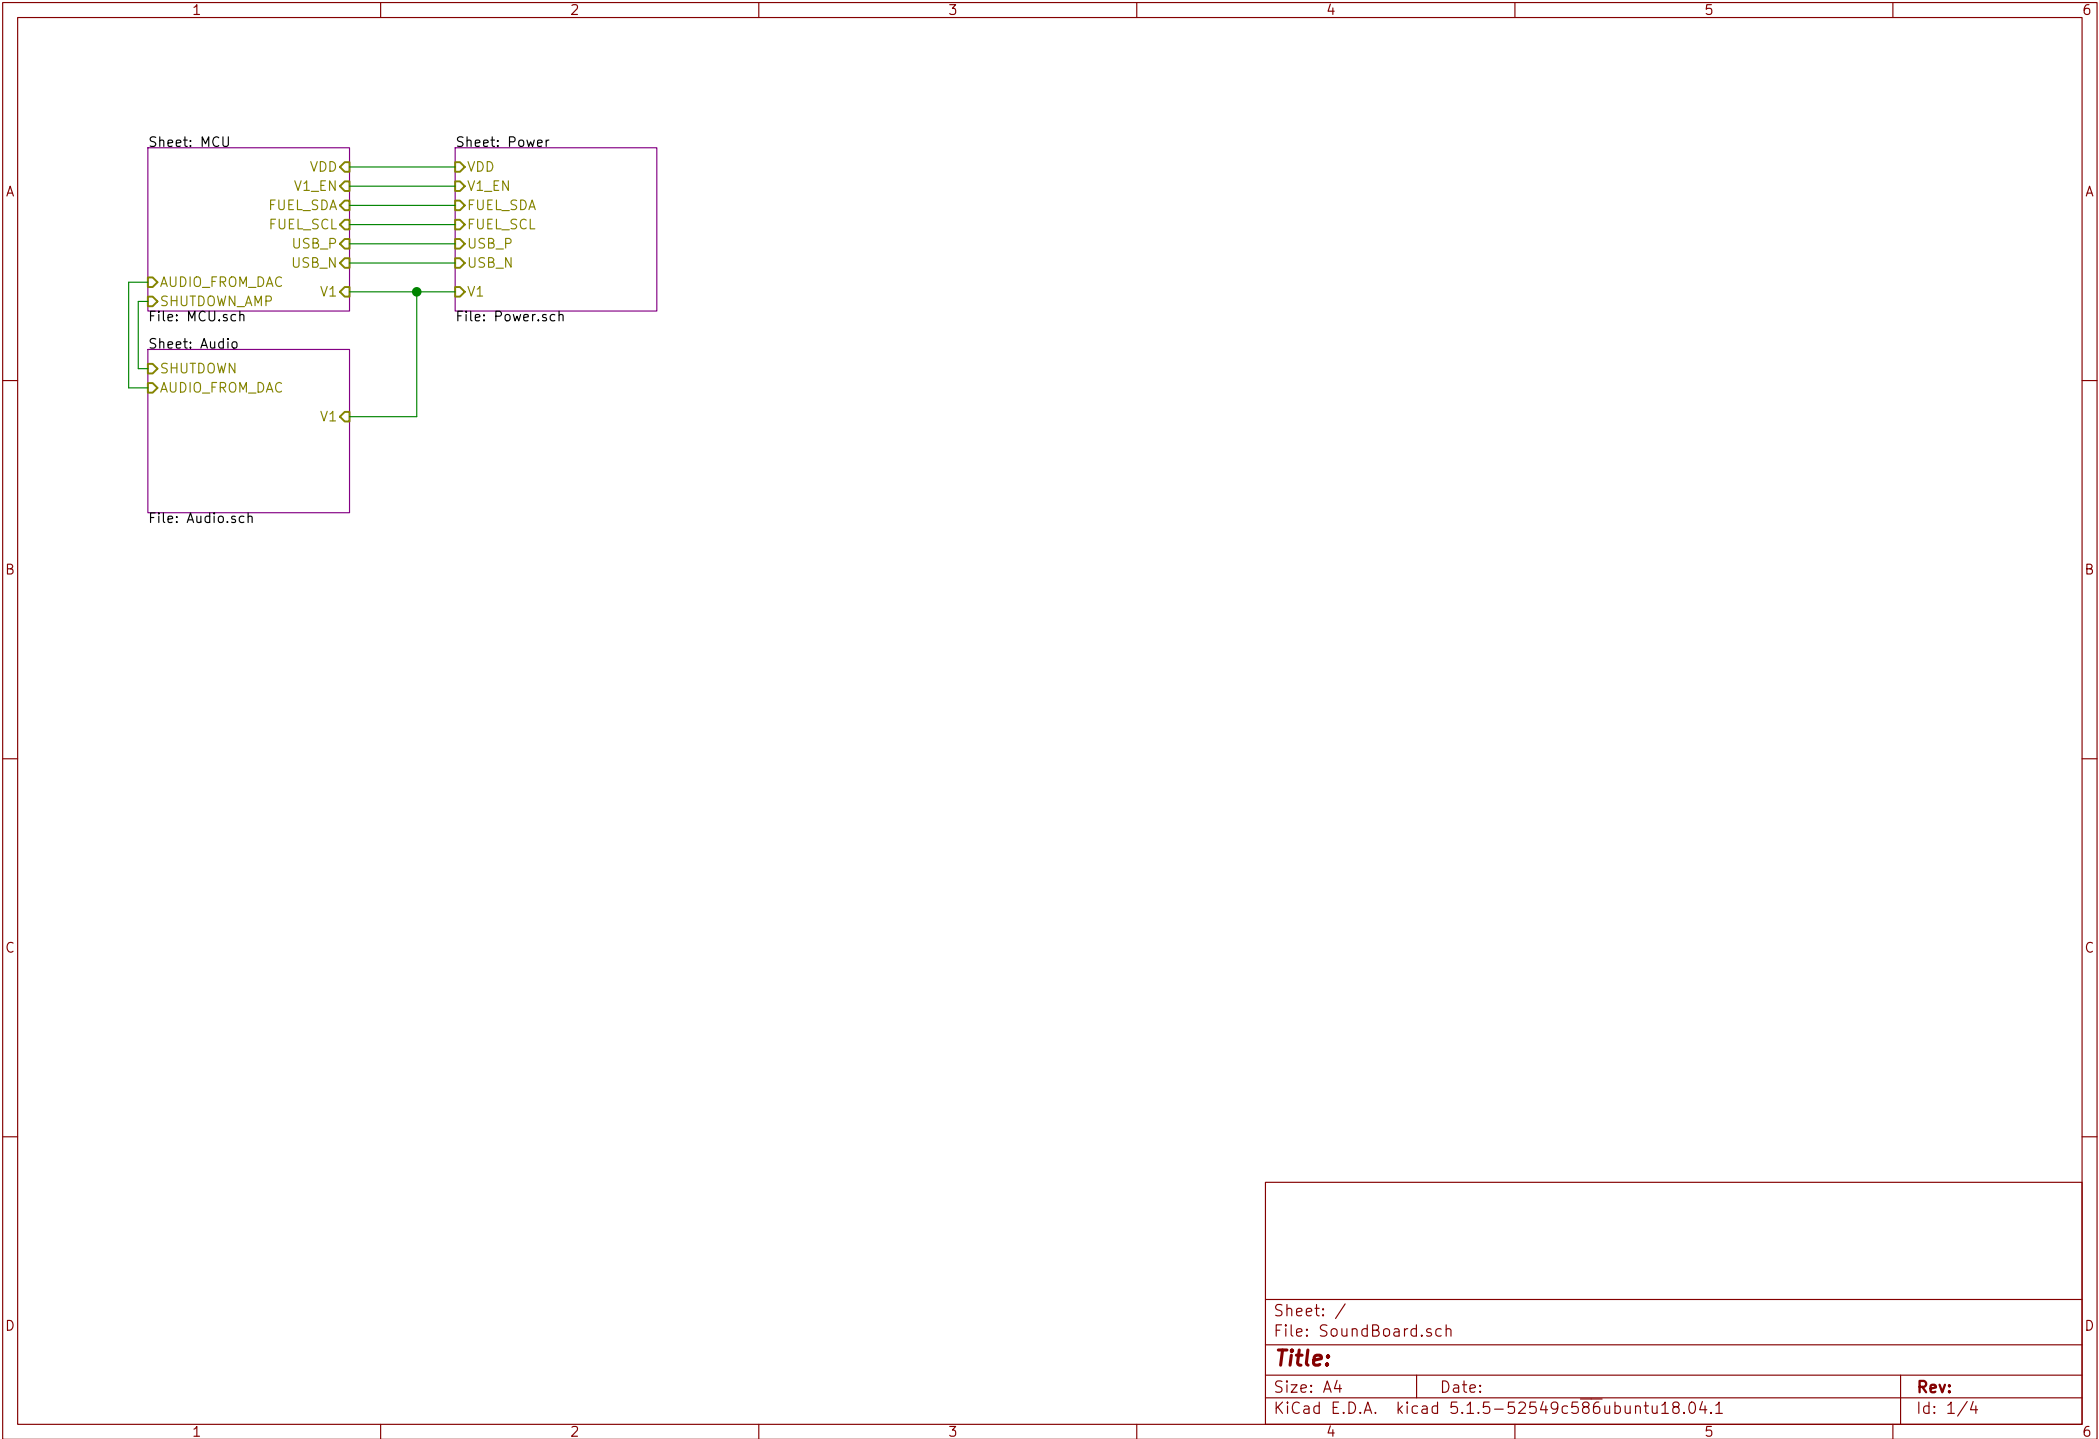 1 2 3 4 5 6
A A
B B
C C
D D
Sheet: MCU
VDD
V1_EN
FUEL_SDA
FUEL_SCL
USB_P
USB_N
AUDIO_FROM_DAC
V1
SHUTDOWN_AMP
File: MCU.sch
Sheet: Power
VDD
V1_EN
FUEL_SDA
FUEL_SCL
USB_P
USB_N
V1
File: Power.sch
Sheet: Audio
SHUTDOWN
AUDIO_FROM_DAC
V1
File: Audio.sch
Sheet: /
File: SoundBoard.sch
Title:
Size: A4 Date: Rev:
KiCad E.D.A. kicad 5.1.5-52549c586ubuntu18.04.1 Id: 1/4
1 2 3 4 5 6